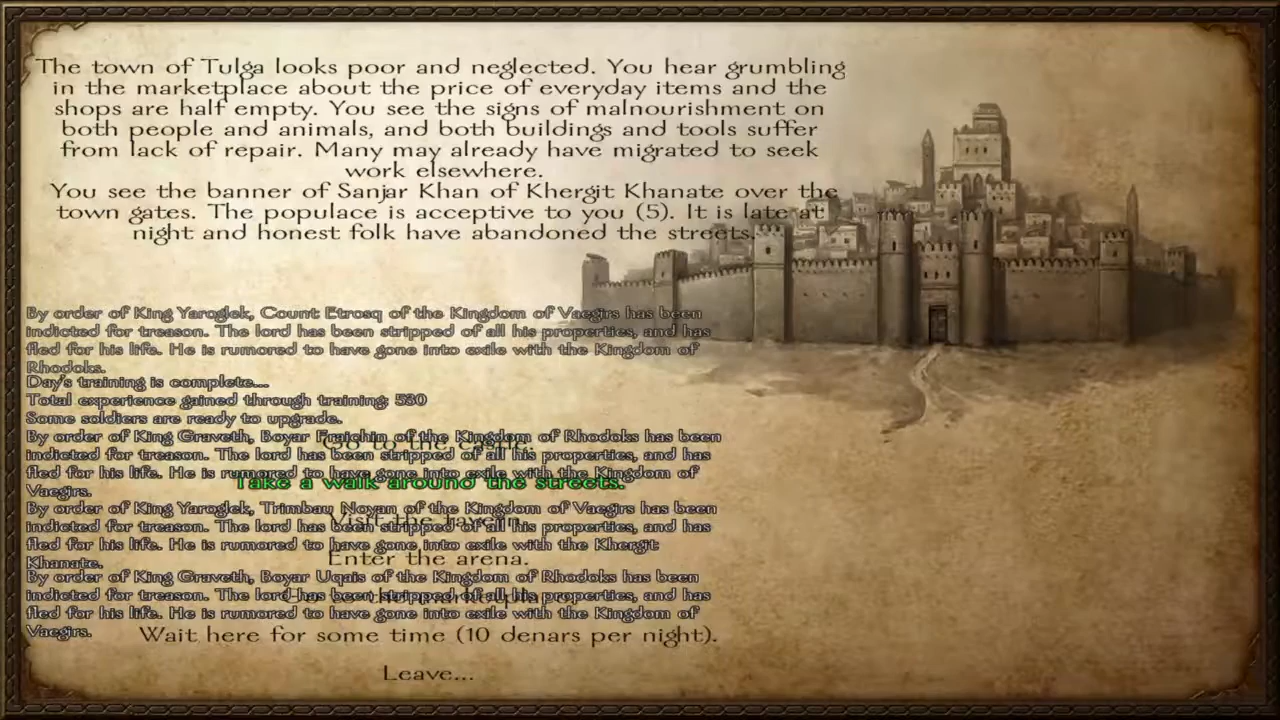 The town of Tulga looks poor and neglected. You hear grumbling
in the marketplace about the price of everyday items and the
shops are half empty. You see the signs of malnourishment on
both people and animals, and both buildings and tools suffer
from lack of repair. Many may already have migrated to seek
work elsewhere.
You see the banner of Sanjar Khan of Khergit Khanate over the
town gates. The populace is acceptive to you (5). It is late at
night and honest folk have abandoned the streets.
By order of King Yaroglek, Count Etrosq of the Kingdom of Vaegirs has been
indicted for treason. The lord has been stripped of all his properties, and has
fled for his life. He is rumored to have gone into exile with the Kingdom of
Rhodoks.
Day's training is complete...
Total experience gained through training: 530
Some soldiers are ready to upgrade.
By order of King Graveth, Boyar Fraichin of the Kingdom of Rhodoks has been
Go to the castle.
indicted for treason. The lord has been stripped of all his properties, and has
fled for his life. He is rumored to have gone into exile with the Kingdom of
Take a walk around the streets.
Vaegirs.
By order of King Yaroglek, Trimbau Noyan of the Kingdom of Vaegirs has been
Visit the tavern.
indicted for treason. The lord has been stripped of all his properties, and has
fled for his life. He is rumored to have gone into exile with the Khergit
Enter the arena.
Khanate.
By order of King Graveth, Boyar Uqais of the Kingdom of Rhodoks has been
indicted for treason. The lord has been stripped of all his properties, and has
fled for his life. He is rumored to have gone into exile with the Kingdom of
Vaegirs.
Wait here for some time (10 denars per night).
Leave...